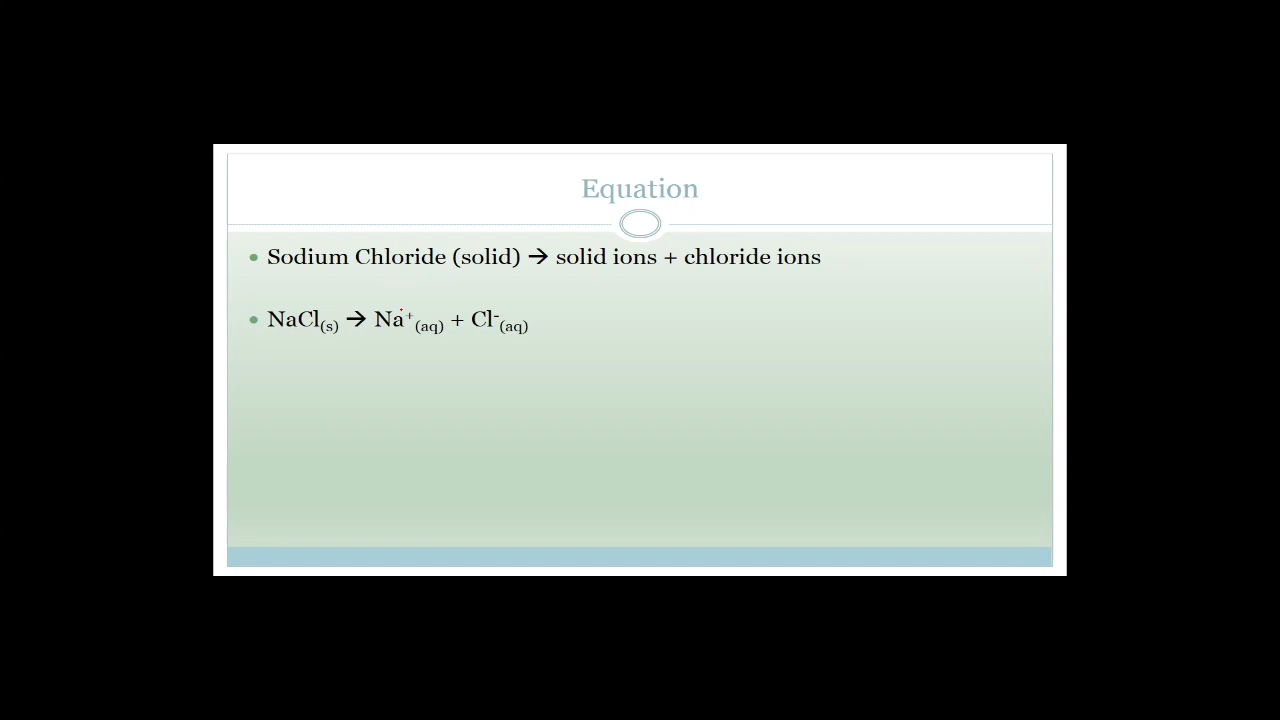 Equation
• Sodium Chloride (solid) → solid ions + chloride ions
• NaCl(s) → Na⁺(aq) + Cl⁻(aq)